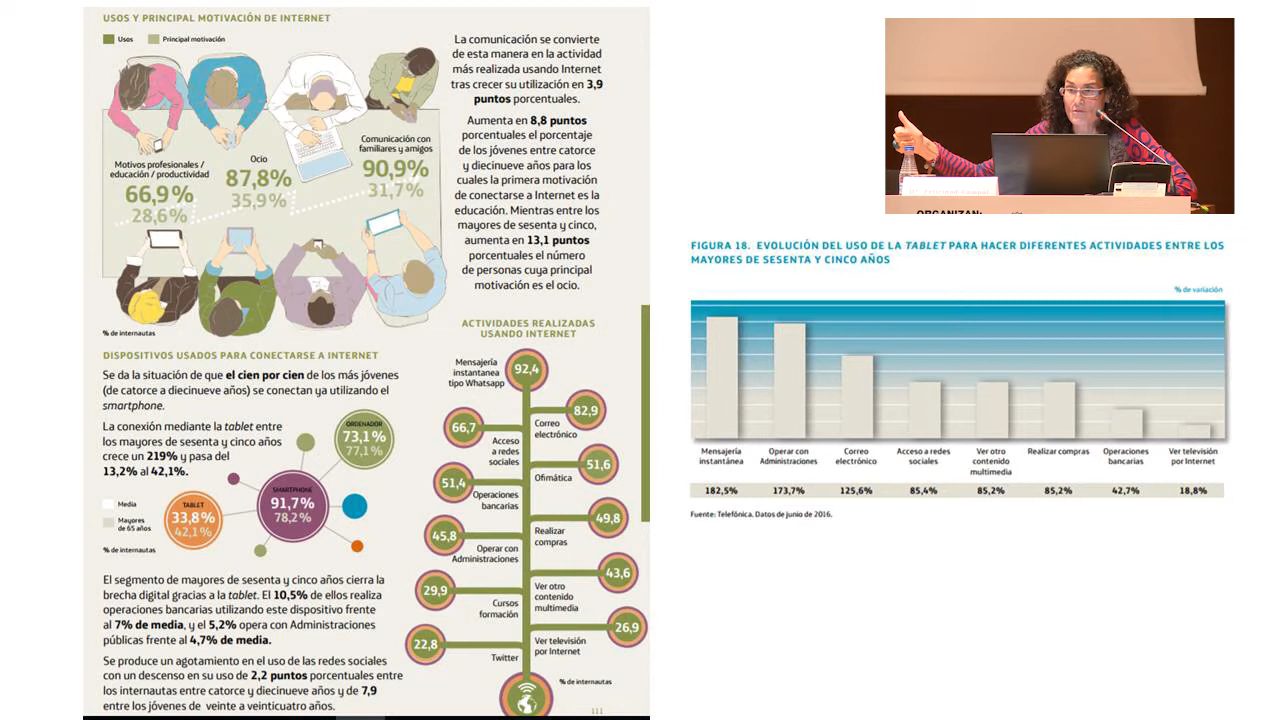 USOS Y PRINCIPAL MOTIVACIÓN DE INTERNET
Usos
Principal motivación
Motivos profesionales /
educación / productividad
66,9%
28,6%
Ocio
87,8%
35,9%
Comunicación con
familiares y amigos
90,9%
31,7%
% de internautas
La comunicación se convierte
de esta manera en la actividad
más realizada usando Internet
tras crecer su utilización en 3,9
puntos porcentuales.
Aumenta en 8,8 puntos
porcentuales el porcentaje
de los jóvenes entre catorce
y diecinueve años para los
cuales la primera motivación
de conectarse a Internet es la
educación. Mientras entre los
mayores de sesenta y cinco,
aumenta en 13,1 puntos
porcentuales el número
de personas cuya principal
motivación es el ocio.
DISPOSITIVOS USADOS PARA CONECTARSE A INTERNET
Se da la situación de que el cien por cien de los más jóvenes
(de catorce a diecinueve años) se conectan ya utilizando el
smartphone.
La conexión mediante la tablet entre
los mayores de sesenta y cinco años
crece un 219% y pasa del
13,2% al 42,1%.
ORDENADOR
73,1%
77,1%
SMARTPHONE
91,7%
78,2%
TABLET
33,8%
42,1%
Media
Mayores
de 65 años
% de internautas
El segmento de mayores de sesenta y cinco años cierra la
brecha digital gracias a la tablet. El 10,5% de ellos realiza
operaciones bancarias utilizando este dispositivo frente
al 7% de media, y el 5,2% opera con Administraciones
públicas frente al 4,7% de media.
Se produce un agotamiento en el uso de las redes sociales
con un descenso en su uso de 2,2 puntos porcentuales entre
los internautas entre catorce y diecinueve años y de 7,9
entre los jóvenes de veinte a veinticuatro años.
ACTIVIDADES REALIZADAS
USANDO INTERNET
Mensajería
instantanea
tipo Whatsapp
92,4
82,9
Correo
electrónico
66,7
Acceso
a redes
sociales
51,6
Ofimática
51,4
Operaciones
bancarias
49,8
Realizar
compras
45,8
Operar con
Administraciones
43,6
Ver otro
contenido
multimedia
29,9
Cursos
formación
26,9
Ver televisión
por Internet
22,8
Twitter
% de internautas
111
ORGANIZAN:
FIGURA 18. EVOLUCIÓN DEL USO DE LA TABLET PARA HACER DIFERENTES ACTIVIDADES ENTRE LOS
MAYORES DE SESENTA Y CINCO AÑOS
% de variación
Mensajería Operar con Correo Acceso a redes Ver otro Realizar compras Operaciones Ver televisión
instantánea Administraciones electrónico sociales contenido bancarias por Internet
multimedia
182,5% 173,7% 125,6% 85,4% 85,2% 85,2% 42,7% 18,8%
Fuente: Telefónica. Datos de junio de 2016.